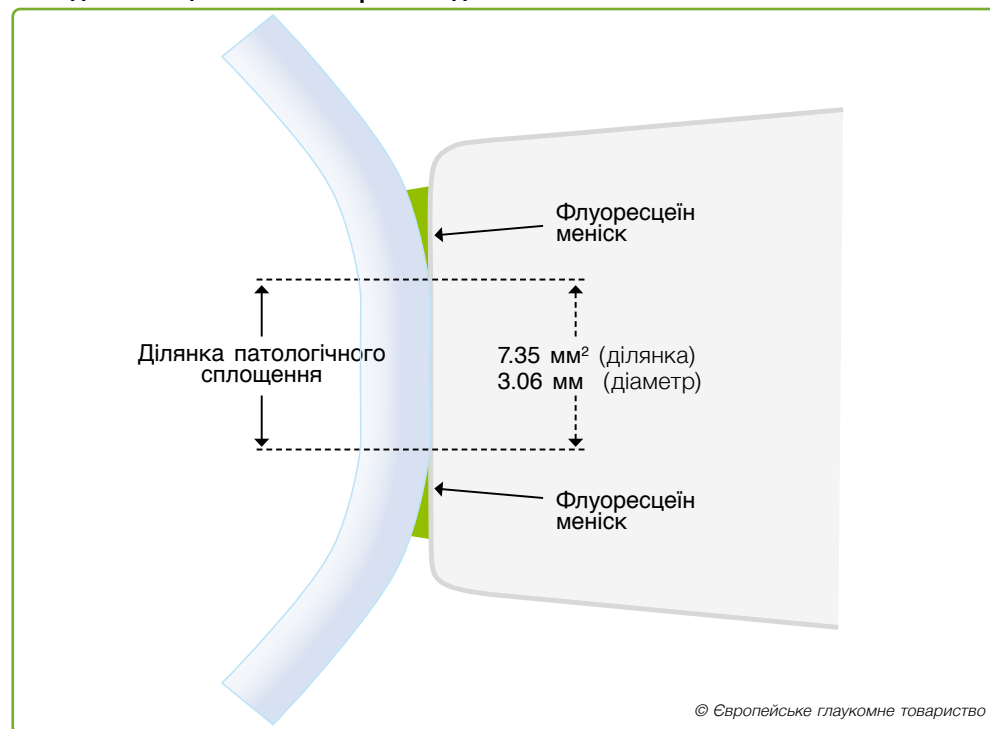 Флуоресцеїн
меніск
Ділянка патологічного
сплощення
7.35 мм² (ділянка)
3.06 мм (діаметр)
Флуоресцеїн
меніск
© Європейське глаукомне товариство